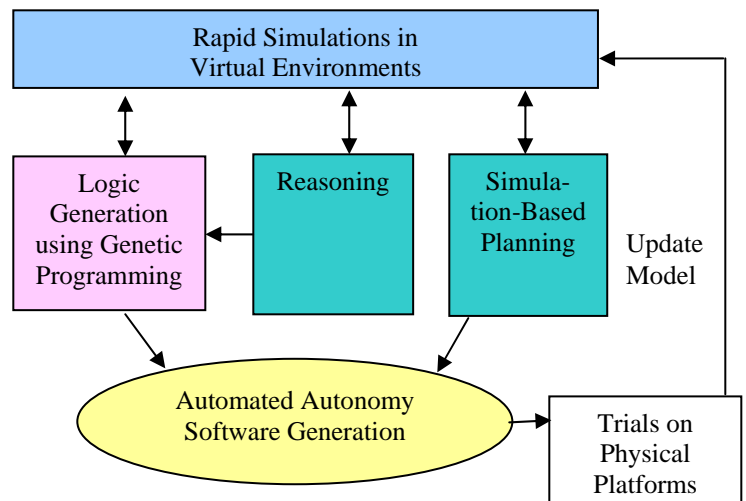 Rapid Simulations in
Virtual Environments
Logic
Generation
using Genetic
Programming
Reasoning
Simula-
tion-Based
Planning
Update
Model
Automated Autonomy
Software Generation
Trials on
Physical
Platforms